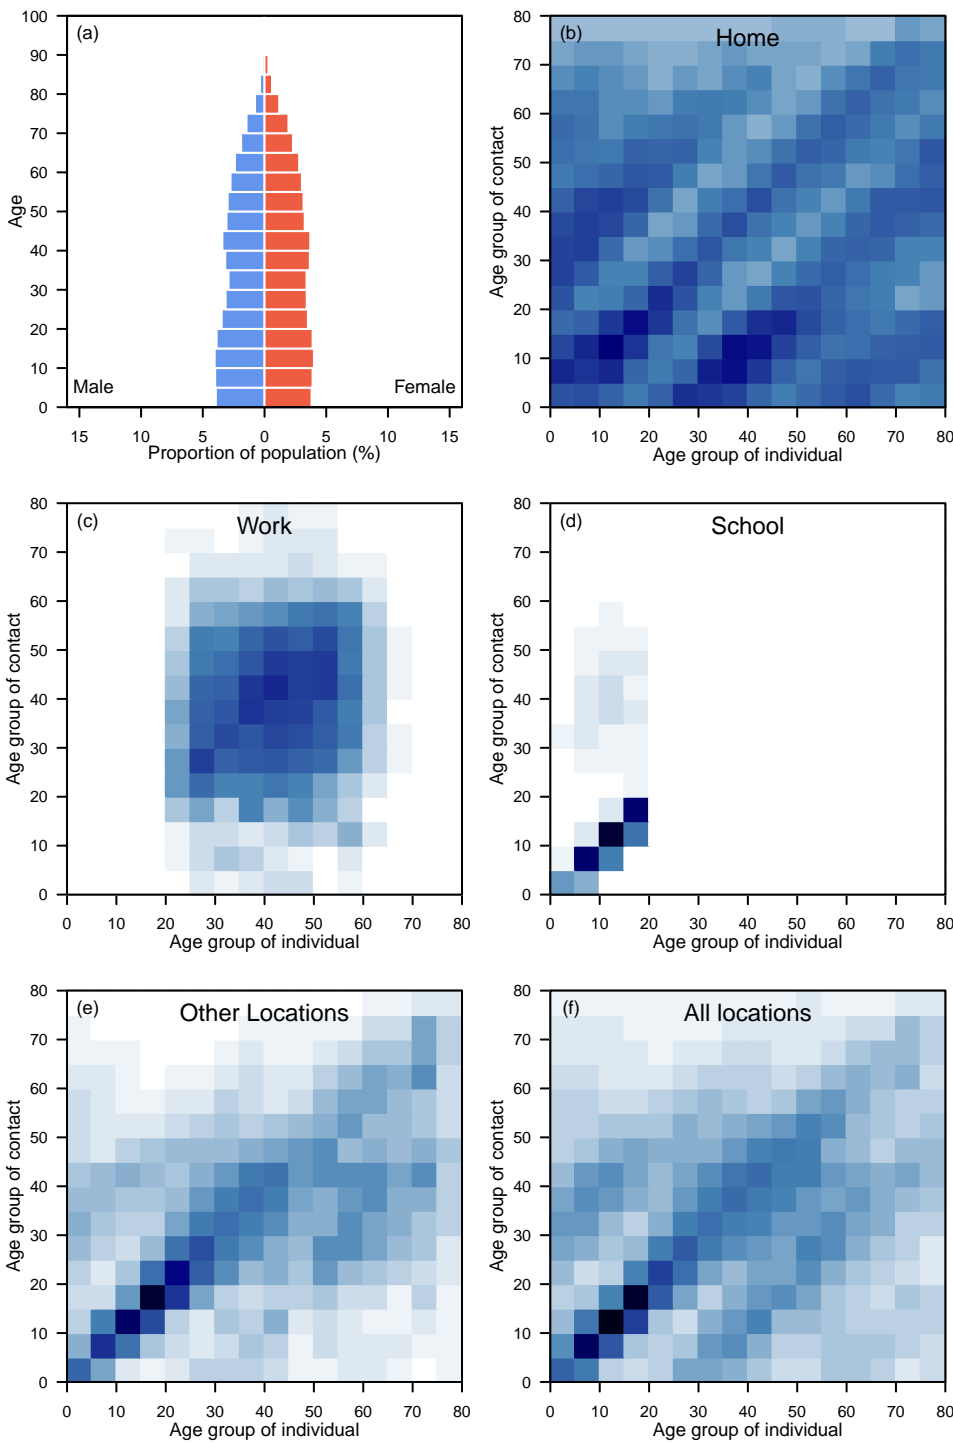 (a)
100
90
80
70
60
50
40
30
20
10
0
Age
Male
Female
15 10 5 0 5 10 15
Proportion of population (%)
(b)
Home
80
70
60
50
40
30
20
10
0
Age group of contact
0 10 20 30 40 50 60 70 80
Age group of individual
(c)
Work
80
70
60
50
40
30
20
10
0
Age group of contact
0 10 20 30 40 50 60 70 80
Age group of individual
(d)
School
80
70
60
50
40
30
20
10
0
Age group of contact
0 10 20 30 40 50 60 70 80
Age group of individual
(e)
Other Locations
80
70
60
50
40
30
20
10
0
Age group of contact
0 10 20 30 40 50 60 70 80
Age group of individual
(f)
All locations
80
70
60
50
40
30
20
10
0
Age group of contact
0 10 20 30 40 50 60 70 80
Age group of individual